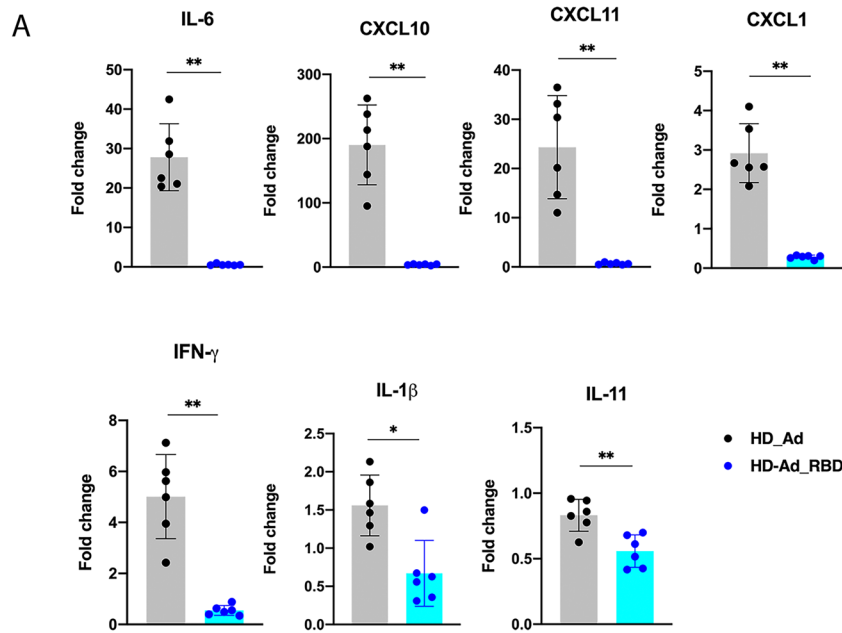 A
IL-6
CXCL10
CXCL11
CXCL1
**
**
**
**
Fold change
50
40
30
20
10
0
Fold change
300
200
100
0
Fold change
40
30
20
10
0
Fold change
5
4
3
2
1
0
IFN-γ
IL-1β
IL-11
**
*
**
Fold change
8
6
4
2
0
Fold change
2.5
2.0
1.5
1.0
0.5
0.0
Fold change
1.5
1.0
0.5
0.0
HD_Ad
HD-Ad_RBD